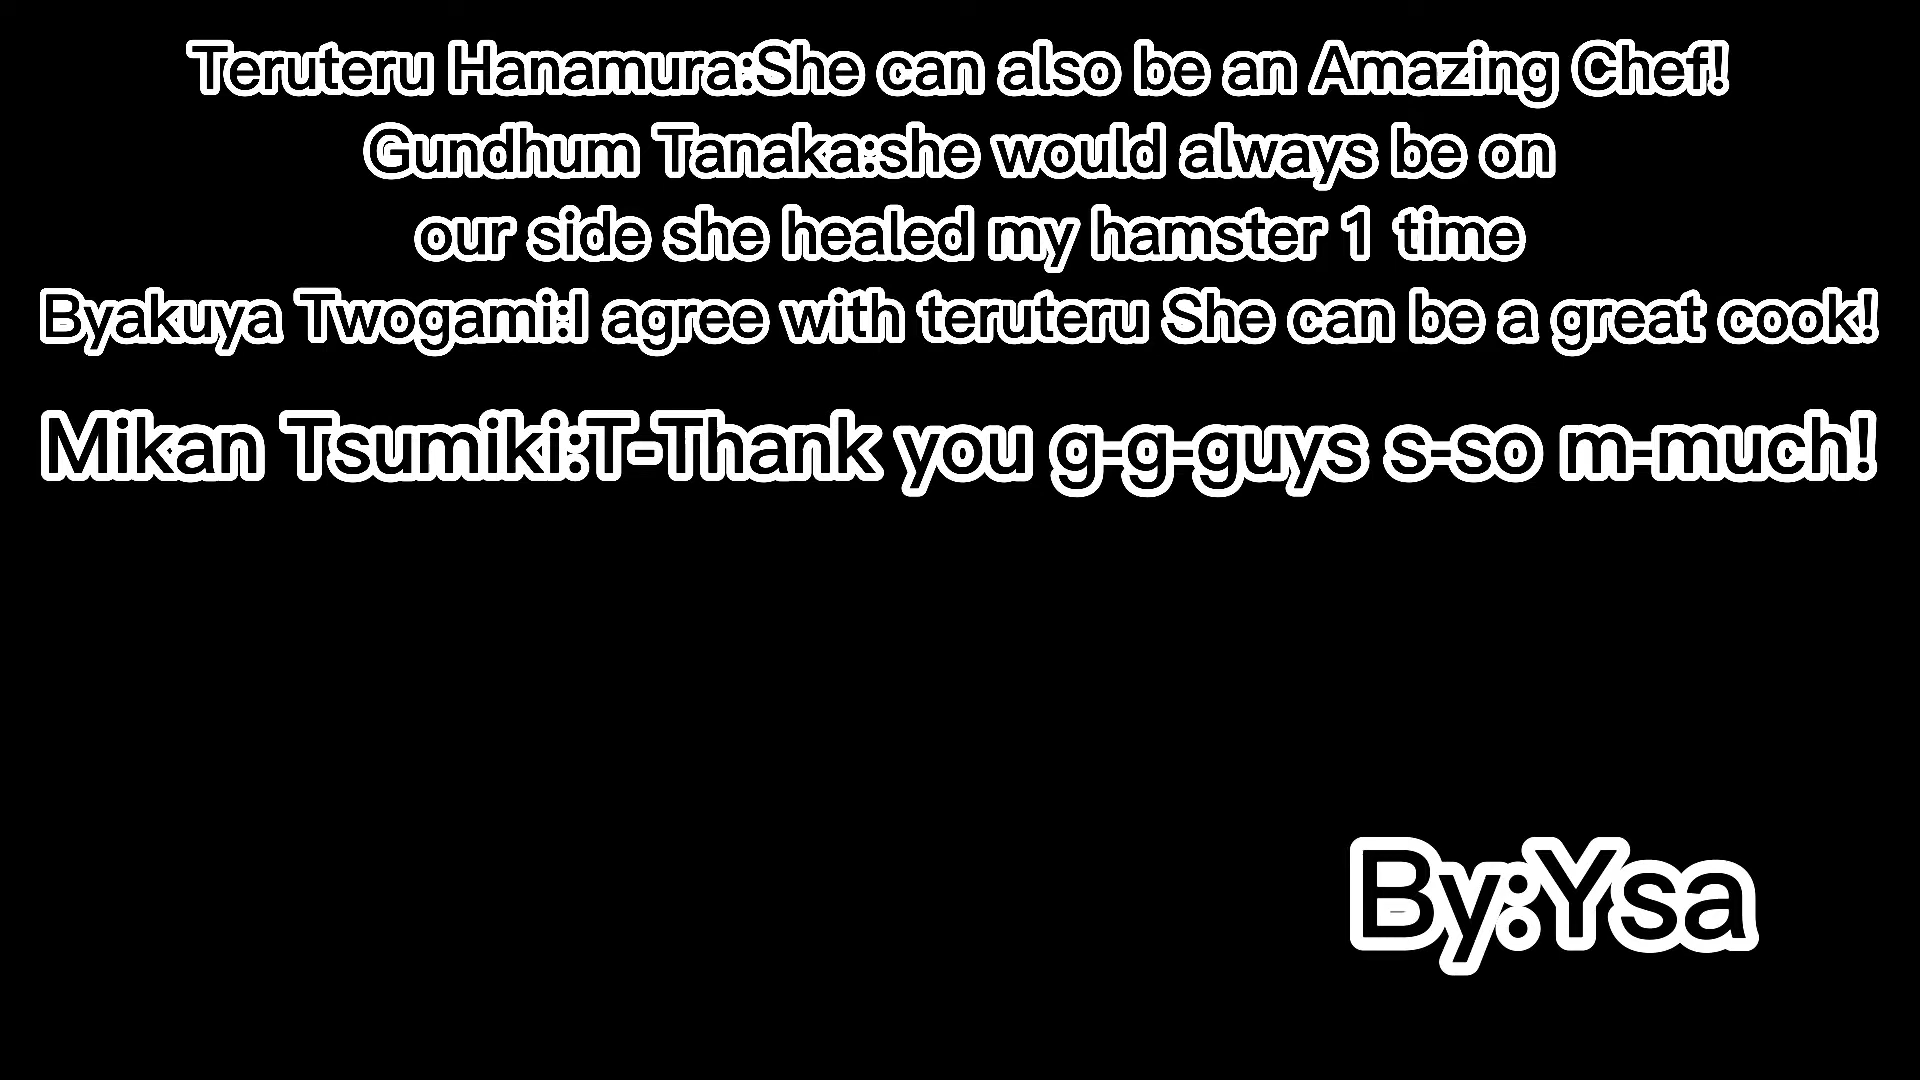 Teruteru Hanamura:She can also be an Amazing Chef!
Gundhum Tanaka:she would always be on
our side she healed my hamster 1 time
Byakuya Twogami:I agree with teruteru She can be a great cook!
Mikan Tsumiki:T-Thank you g-g-guys s-so m-much!
By:Ysa